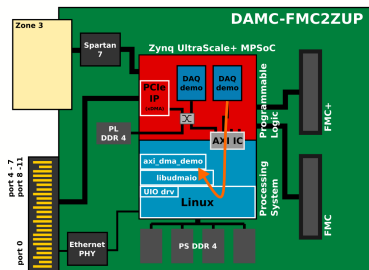 DAMC-FMC2ZUP
Zone 3
Spartan
7
Zynq UltraScale+ MPSoC
PCIe
IP
DAQ
demo
DAQ
demo
Programmable
Logic
FMC+
PL
DDR 4
AXI IC
port 4 - 7
port 8 -11
axi_dma_demo
libudmaio
UIO drv
Linux
Processing
System
FMC
port 0
Ethernet
PHY
PS DDR 4